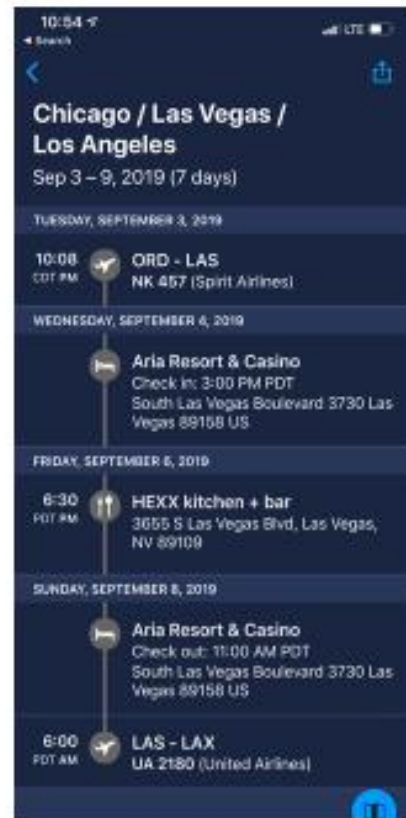 10:54
Search
LTE
Chicago / Las Vegas /
Los Angeles
Sep 3 – 9, 2019 (7 days)
TUESDAY, SEPTEMBER 3, 2019
10:08
CDT PM
ORD - LAS
NK 457 (Spirit Airlines)
WEDNESDAY, SEPTEMBER 4, 2019
Aria Resort & Casino
Check in: 3:00 PM PDT
South Las Vegas Boulevard 3730 Las
Vegas 89158 US
FRIDAY, SEPTEMBER 6, 2019
6:30
PDT PM
HEXX kitchen + bar
3655 S Las Vegas Blvd, Las Vegas,
NV 89109
SUNDAY, SEPTEMBER 8, 2019
Aria Resort & Casino
Check out: 11:00 AM PDT
South Las Vegas Boulevard 3730 Las
Vegas 89158 US
6:00
PDT AM
LAS - LAX
UA 2180 (United Airlines)